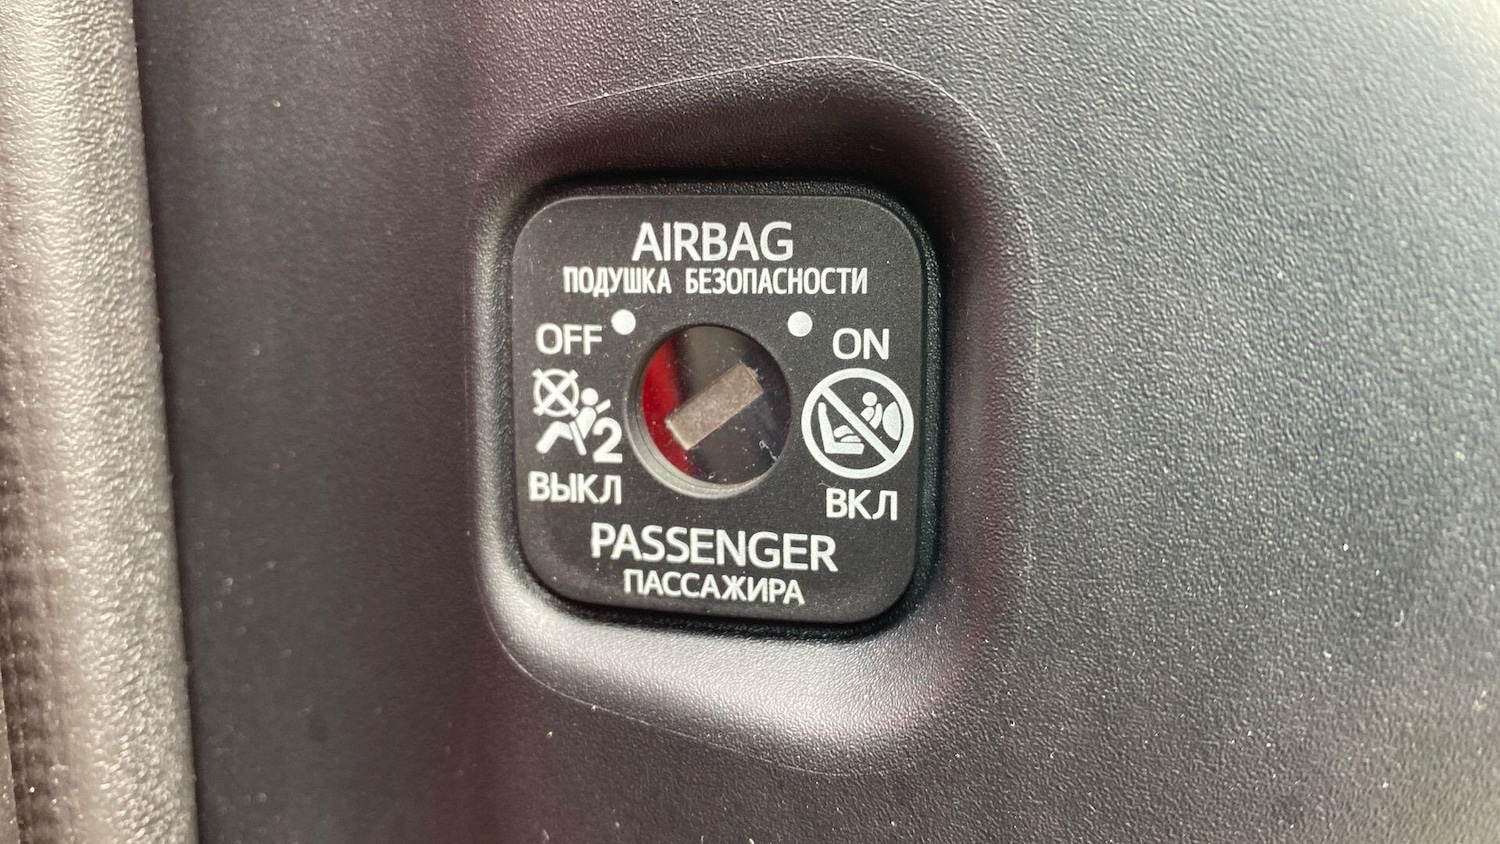 AIRBAG
ПОДУШКА БЕЗОПАСНОСТИ
OFF
ON
2
ВЫКЛ
ВКЛ
PASSENGER
ПАССАЖИРА